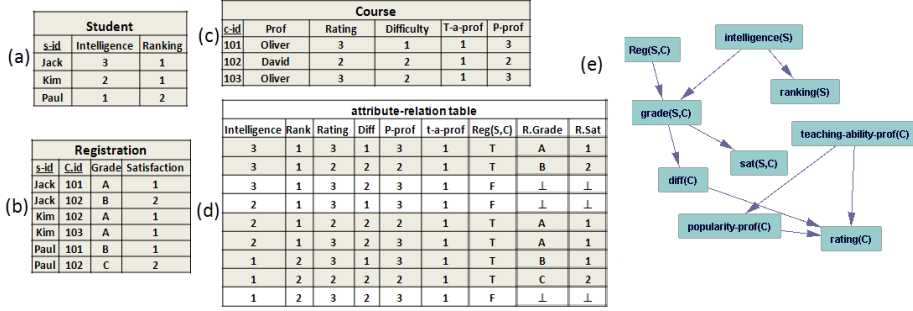 (a)
Student
s-id Intelligence Ranking
Jack 3 1
Kim 2 1
Paul 1 2
(b)
Registration
s-id C.id Grade Satisfaction
Jack 101 A 1
Jack 102 B 2
Kim 102 A 1
Kim 103 A 1
Paul 101 B 1
Paul 102 C 2
(c)
Course
c-id Prof Rating Difficulty T-a-prof P-prof
101 Oliver 3 1 1 3
102 David 2 2 1 2
103 Oliver 3 2 1 3
(d)
attribute-relation table
Intelligence Rank Rating Diff P-prof t-a-prof Reg(S,C) R.Grade R.Sat
3 1 3 1 3 1 T A 1
3 1 2 2 2 1 T B 2
3 1 3 2 3 1 F ⊥ ⊥
2 1 3 1 3 1 F ⊥ ⊥
2 1 2 2 2 1 T A 1
2 1 3 2 3 1 T A 1
1 2 3 1 3 1 T B 1
1 2 2 2 2 1 T C 2
1 2 3 2 3 1 F ⊥ ⊥
(e)
intelligence(S)
Reg(S,C)
ranking(S)
grade(S,C)
teaching-ability-prof(C)
sat(S,C)
diff(C)
popularity-prof(C)
rating(C)